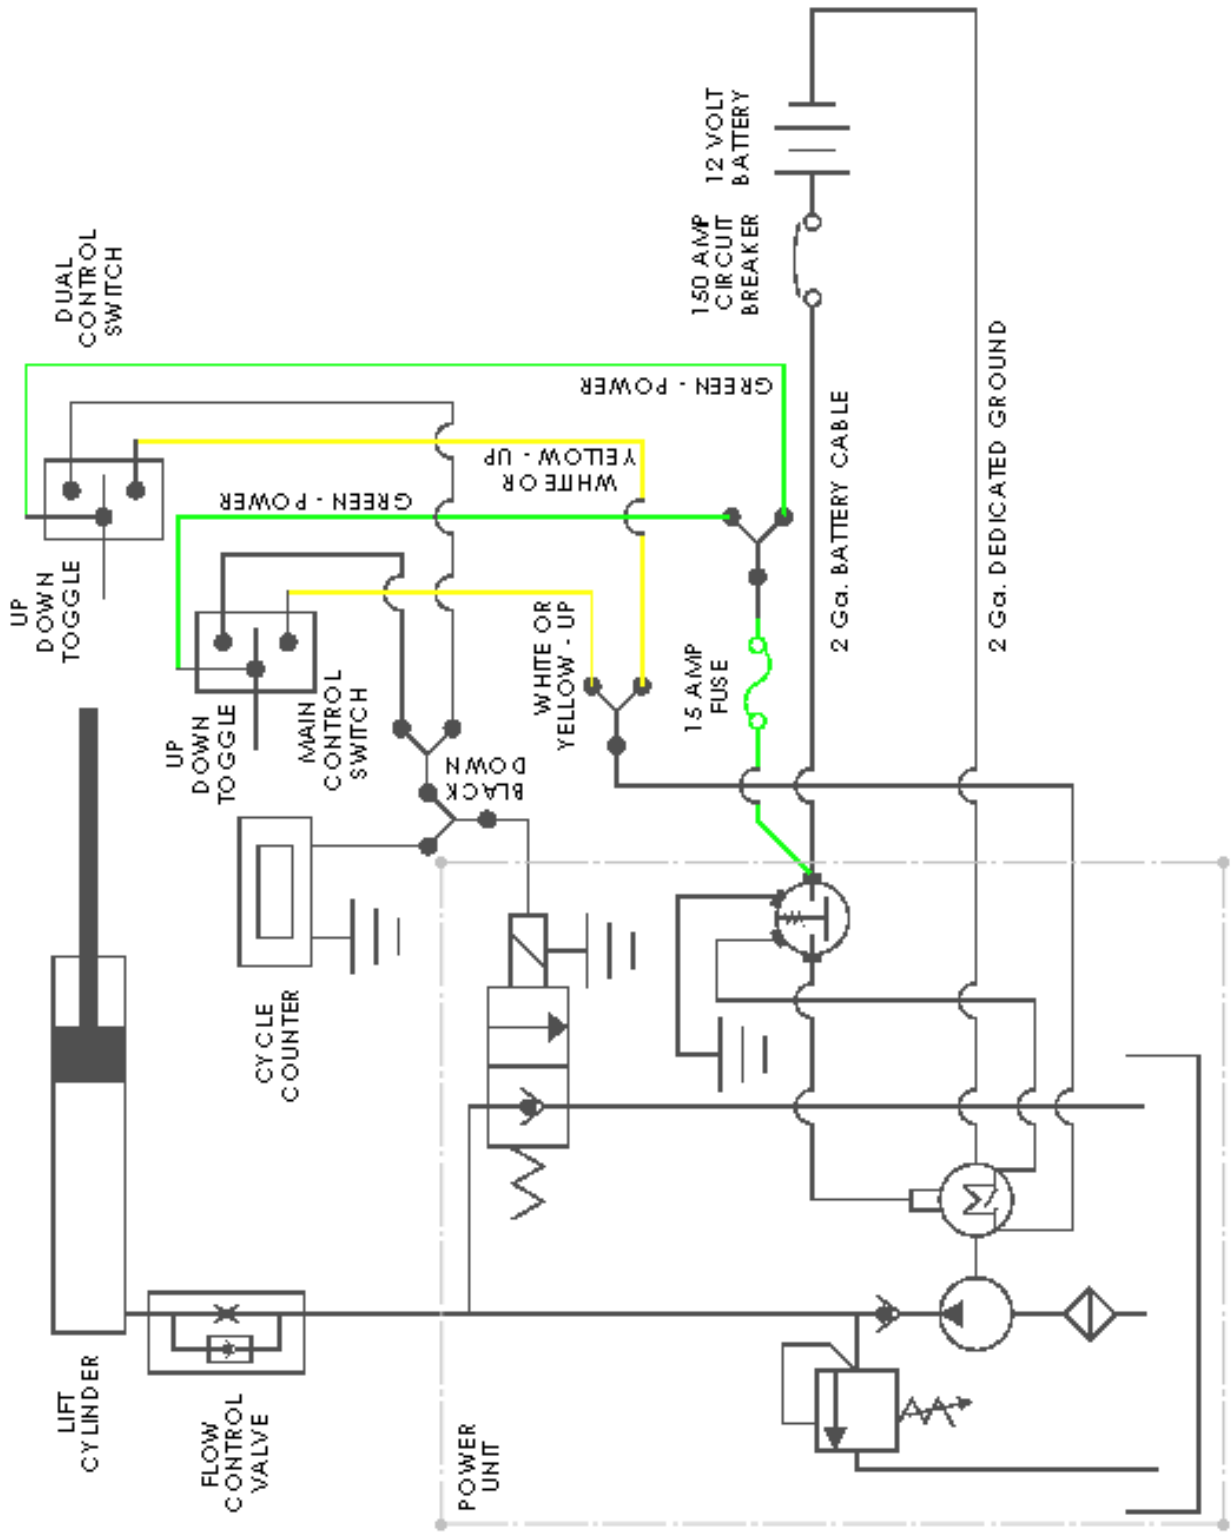 LIFT
CYLINDER
FLOW
CONTROL
VALVE
POWER
UNIT
CYCLE
COUNTER
UP
DOWN
TOGGLE
MAIN
CONTROL
SWITCH
UP
DOWN
TOGGLE
DUAL
CONTROL
SWITCH
BLACK
DOWN
WHITE OR
YELLOW - UP
GREEN - POWER
WHITE OR
YELLOW - UP
GREEN - POWER
15 AMP
FUSE
150 AMP
CIRCUIT
BREAKER
12 VOLT
BATTERY
2 Ga. BATTERY CABLE
2 Ga. DEDICATED GROUND
M